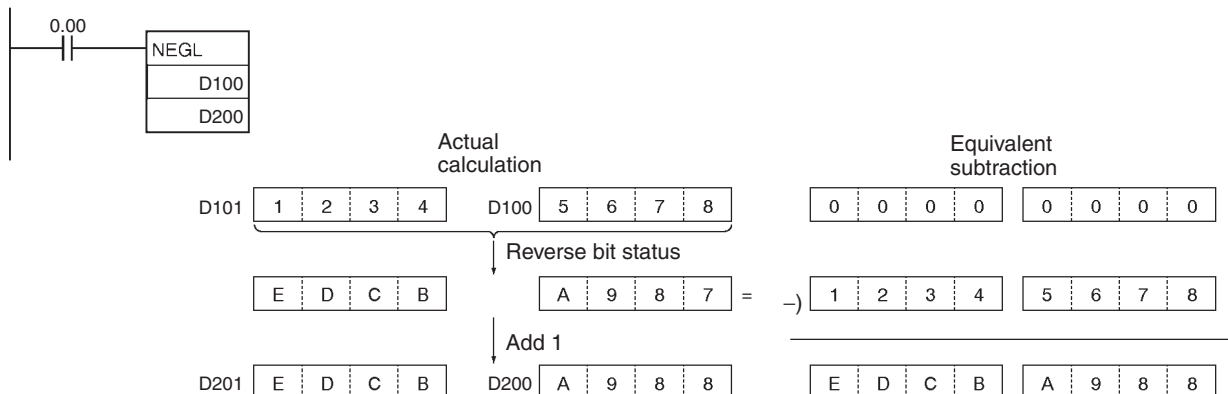 0.00
NEGL
D100
D200
Actual
calculation
Equivalent
subtraction
D101 1 2 3 4 D100 5 6 7 8 0 0 0 0 0 0 0 0
Reverse bit status
E D C B A 9 8 7 = –) 1 2 3 4 5 6 7 8
Add 1
D201 E D C B D200 A 9 8 8 E D C B A 9 8 8